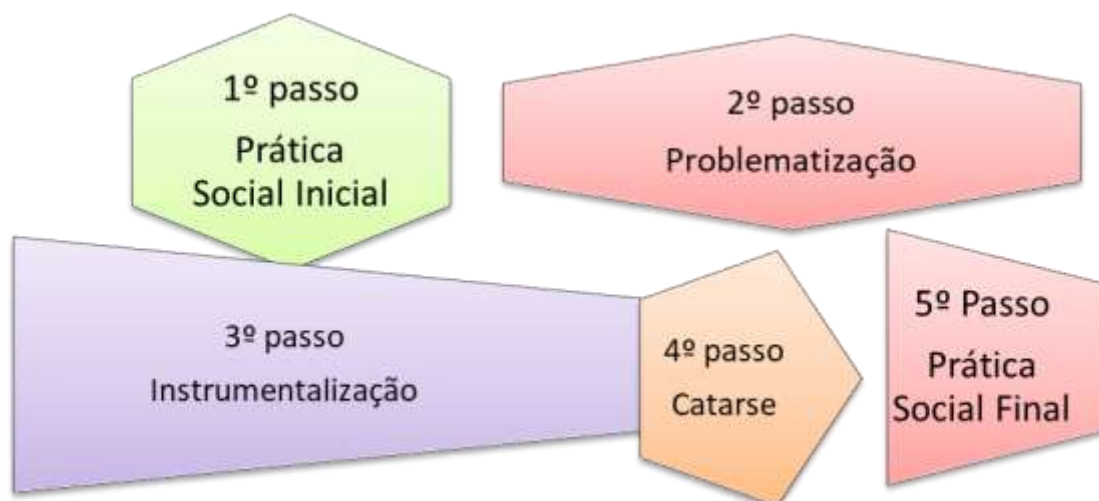 1º passo
Prática
Social Inicial
2º passo
Problematização
3º passo
Instrumentalização
4º passo
Catarse
5º Passo
Prática
Social Final